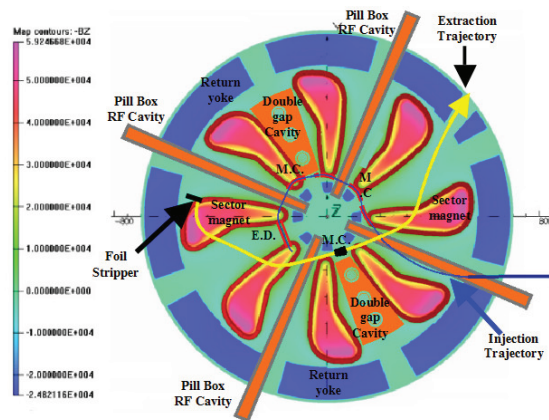 Map contours: -BZ
5.924668E+004
5.000000E+004
4.000000E+004
3.000000E+004
2.000000E+004
1.000000E+004
0.000000E+000
-1.000000E+004
-2.000000E+004
-2.482116E+004
Pill Box
RF Cavity
Extraction
Trajectory
Return
yoke
Double
gap
Cavity
Pill Box
RF Cavity
M.C.
M
C
Sector
magnet
Sector
magnet
Z
-800
800
E.D.
M.C.
Foil
Stripper
Double
gap
Cavity
Injection
Trajectory
Return
yoke
Pill Box
RF Cavity